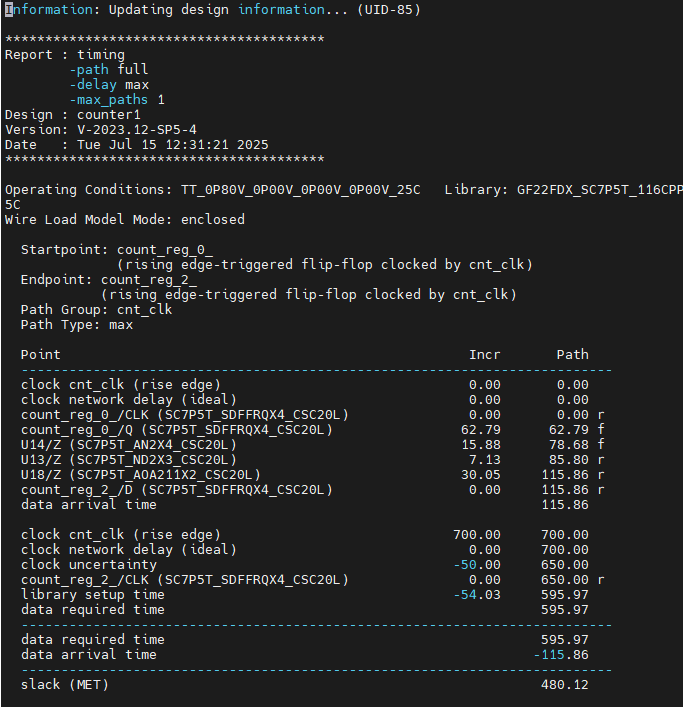 Information: Updating design information... (UID-85)
****************************************
Report : timing
-path full
-delay max
-max_paths 1
Design : counter1
Version: V-2023.12-SP5-4
Date   : Tue Jul 15 12:31:21 2025
****************************************
Operating Conditions: TT_0P80V_0P00V_0P00V_0P00V_25C   Library: GF22FDX_SC7P5T_116CPP
5C
Wire Load Model Mode: enclosed
Startpoint: count_reg_0_
(rising edge-triggered flip-flop clocked by cnt_clk)
Endpoint: count_reg_2_
(rising edge-triggered flip-flop clocked by cnt_clk)
Path Group: cnt_clk
Path Type: max
Point Incr Path
--------------------------------------------------------------------------
clock cnt_clk (rise edge) 0.00 0.00
clock network delay (ideal) 0.00 0.00
count_reg_0_/CLK (SC7P5T_SDFFRQX4_CSC20L) 0.00 0.00 r
count_reg_0_/Q (SC7P5T_SDFFRQX4_CSC20L) 62.79 62.79 f
U14/Z (SC7P5T_AN2X4_CSC20L) 15.88 78.68 f
U13/Z (SC7P5T_ND2X3_CSC20L) 7.13 85.80 r
U18/Z (SC7P5T_AOA211X2_CSC20L) 30.05 115.86 r
count_reg_2_/D (SC7P5T_SDFFRQX4_CSC20L) 0.00 115.86 r
data arrival time 115.86
clock cnt_clk (rise edge) 700.00 700.00
clock network delay (ideal) 0.00 700.00
clock uncertainty -50.00 650.00
count_reg_2_/CLK (SC7P5T_SDFFRQX4_CSC20L) 0.00 650.00 r
library setup time -54.03 595.97
data required time 595.97
--------------------------------------------------------------------------
data required time 595.97
data arrival time -115.86
--------------------------------------------------------------------------
slack (MET) 480.12